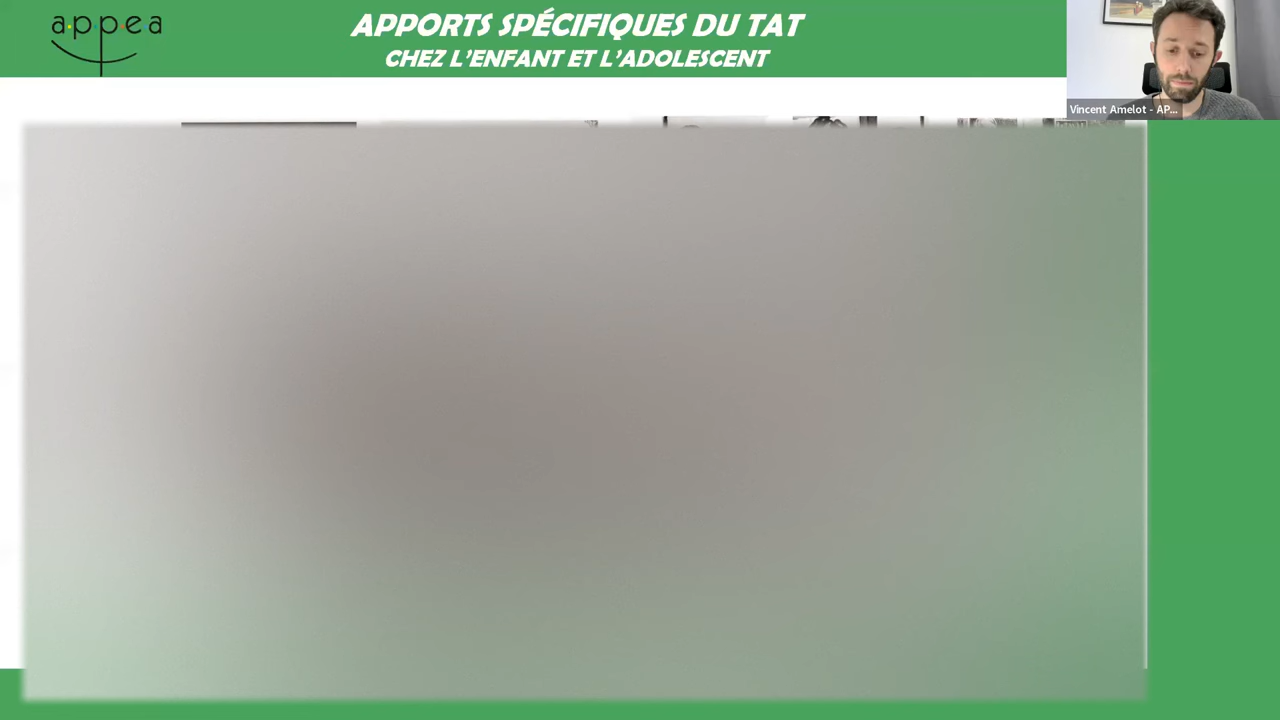 appea
APPORTS SPÉCIFIQUES DU TAT
CHEZ L'ENFANT ET L'ADOLESCENT
Vincent Amelot - AP...